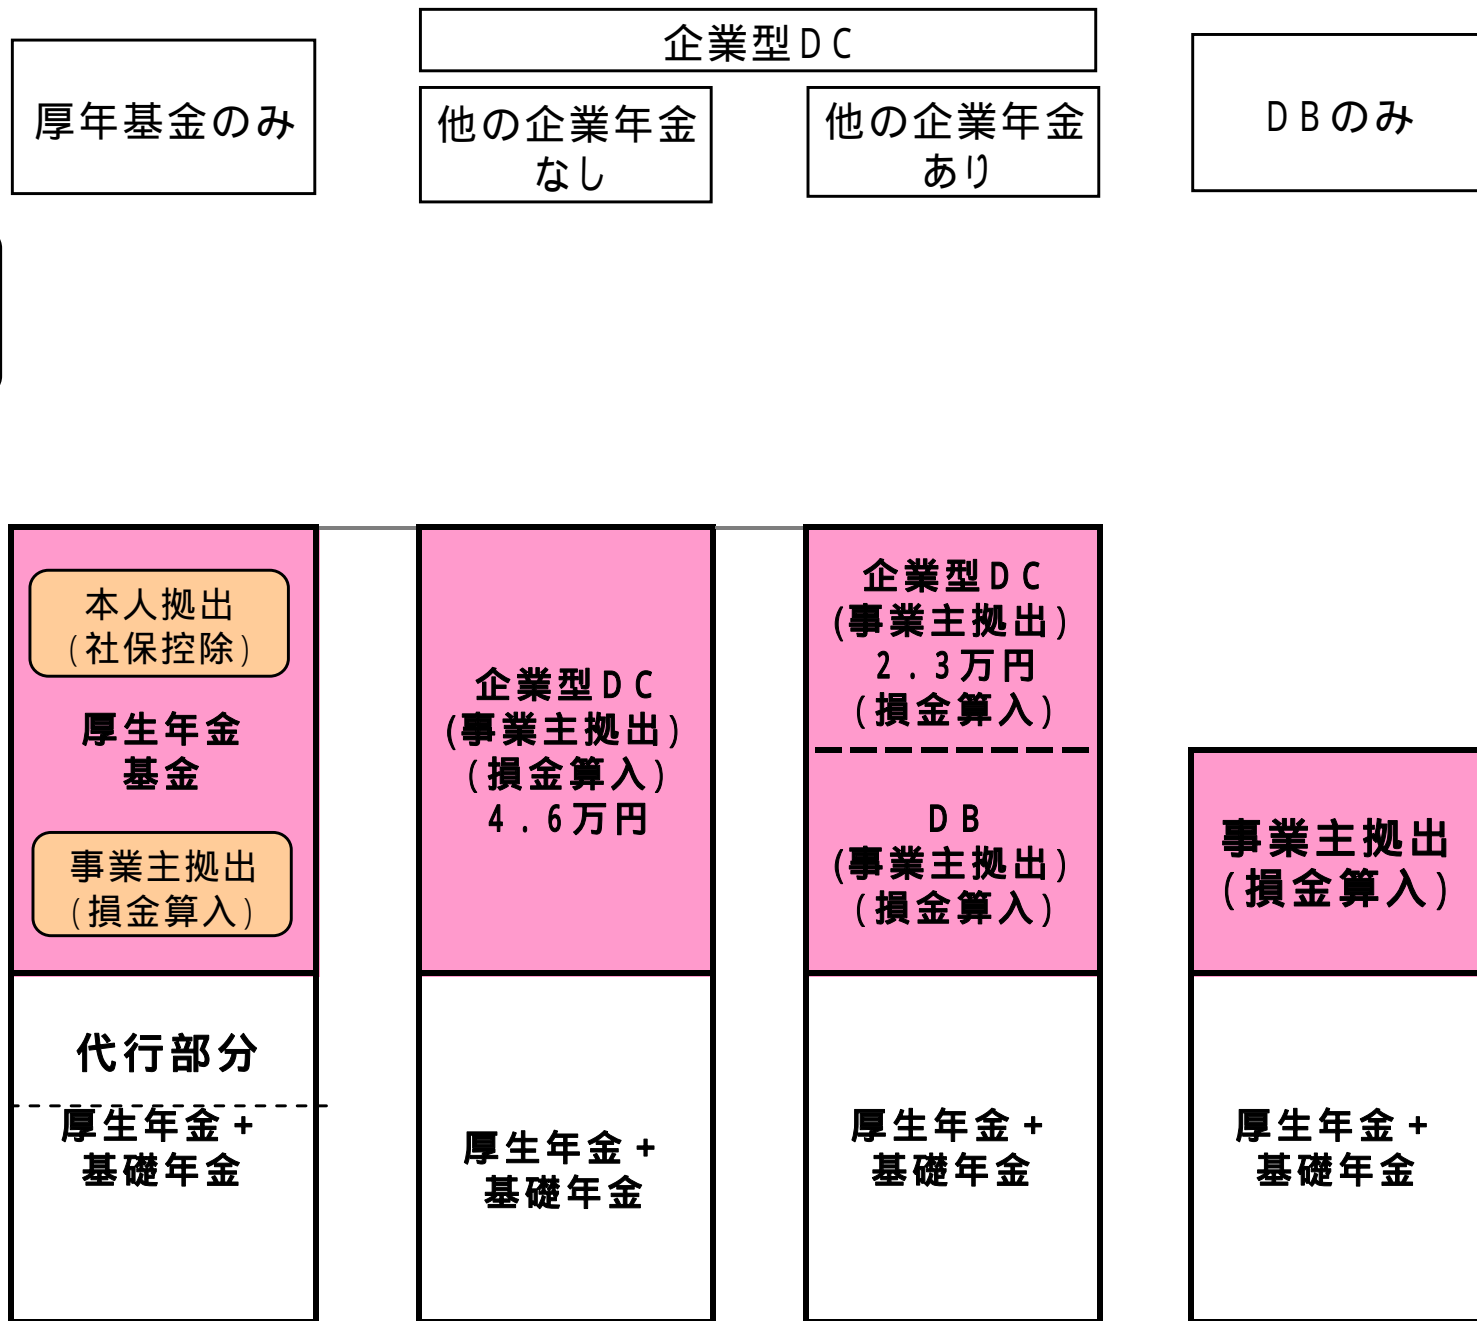 厚年基金のみ
企業型DC
他の企業年金
なし
他の企業年金
あり
DBのみ
本人拠出
(社保控除)
厚生年金
基金
事業主拠出
(損金算入)
代行部分
厚生年金+
基礎年金
企業型DC
(事業主拠出)
(損金算入)
4.6万円
厚生年金+
基礎年金
企業型DC
(事業主拠出)
2.3万円
(損金算入)
DB
(事業主拠出)
(損金算入)
厚生年金+
基礎年金
事業主拠出
(損金算入)
厚生年金+
基礎年金